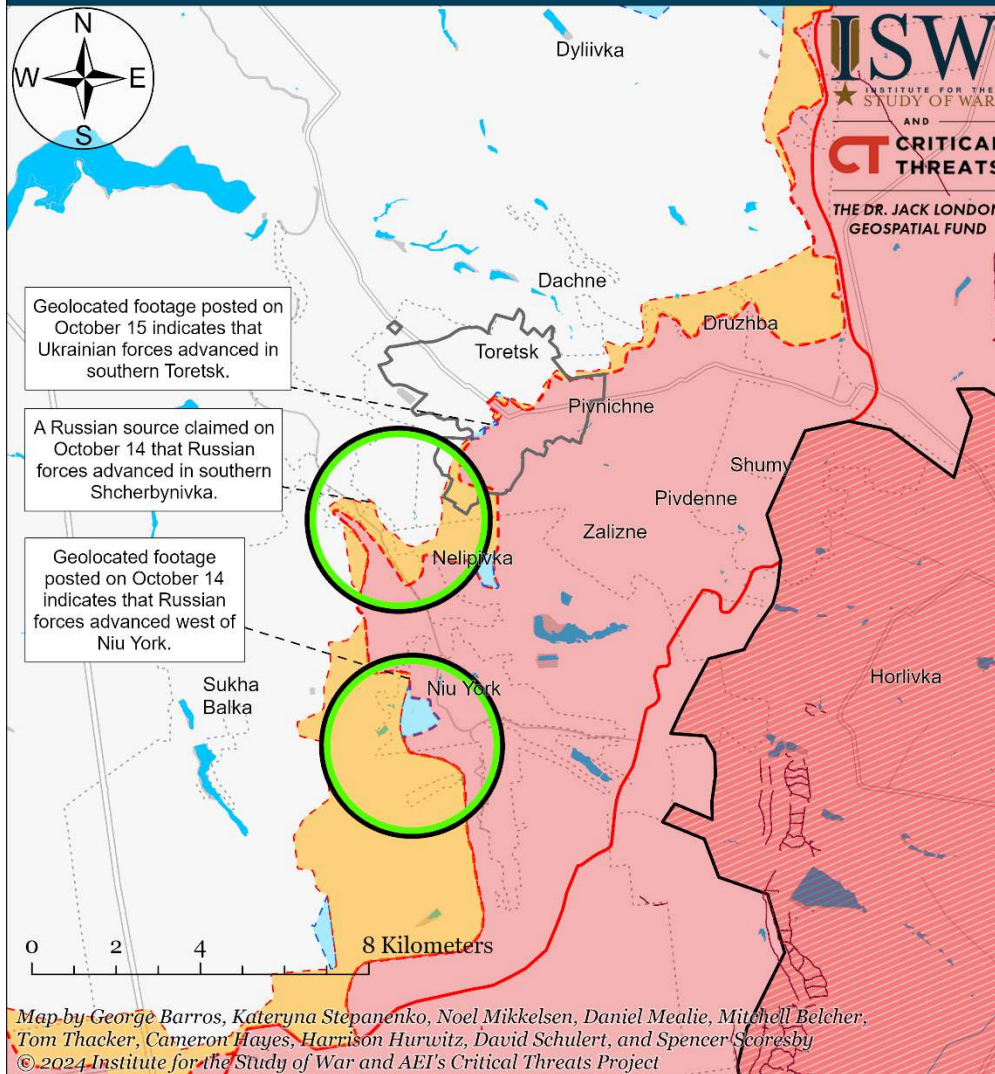 N
W
E
S
Dyliivka
ISW
INSTITUTE FOR THE
STUDY OF WAR
AND
CT CRITICAL
THREATS
THE DR. JACK LONDON
GEOSPATIAL FUND
Dachne
Geolocated footage posted on
October 15 indicates that
Ukrainian forces advanced in
southern Toretsk.
Druzhba
Toretsk
Pivnichne
A Russian source claimed on
October 14 that Russian
forces advanced in southern
Shcherbynivka.
Shumy
Pivdenne
Zalizne
Nelipivka
Geolocated footage
posted on October 14
indicates that Russian
forces advanced west of
Niu York.
Horlivka
Sukha
Balka
Niu York
0 2 4 8 Kilometers
Map by George Barros, Kateryna Stepanenko, Noel Mikkelsen, Daniel Mealie, Mitchell Belcher,
Tom Thacker, Cameron Hayes, Harrison Hurwitz, David Schulert, and Spencer Scoresby
© 2024 Institute for the Study of War and AEI's Critical Threats Project